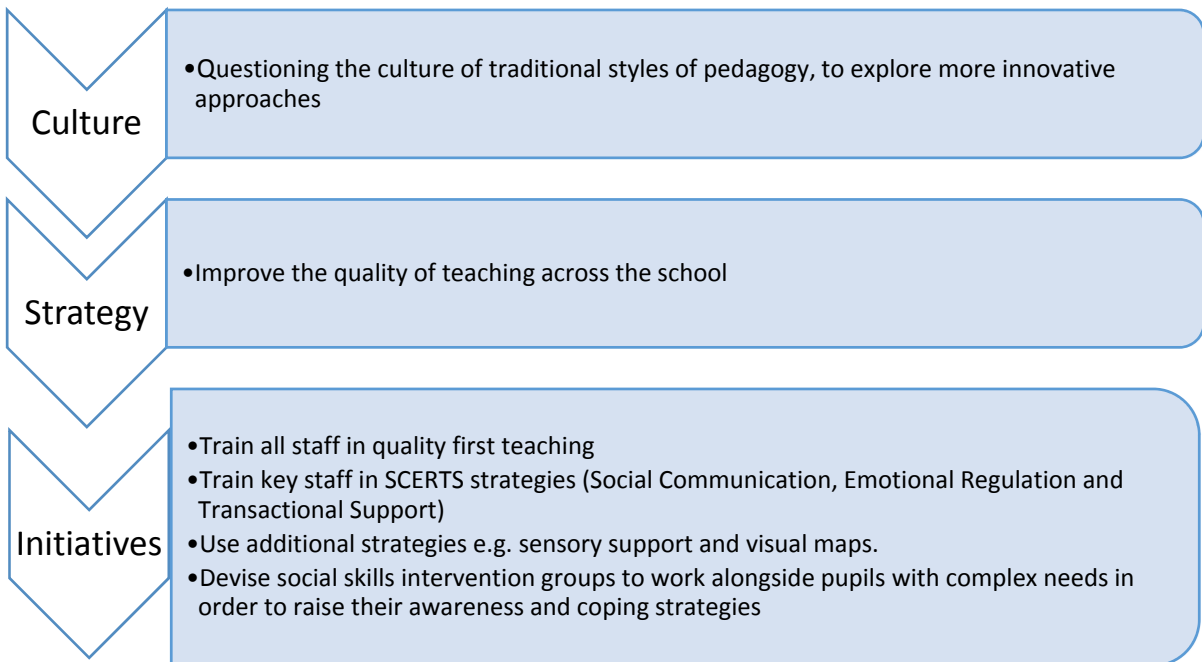 Culture
•Questioning the culture of traditional styles of pedagogy, to explore more innovative
approaches
Strategy
•Improve the quality of teaching across the school
Initiatives
•Train all staff in quality first teaching
•Train key staff in SCERTS strategies (Social Communication, Emotional Regulation and
Transactional Support)
•Use additional strategies e.g. sensory support and visual maps.
•Devise social skills intervention groups to work alongside pupils with complex needs in
order to raise their awareness and coping strategies